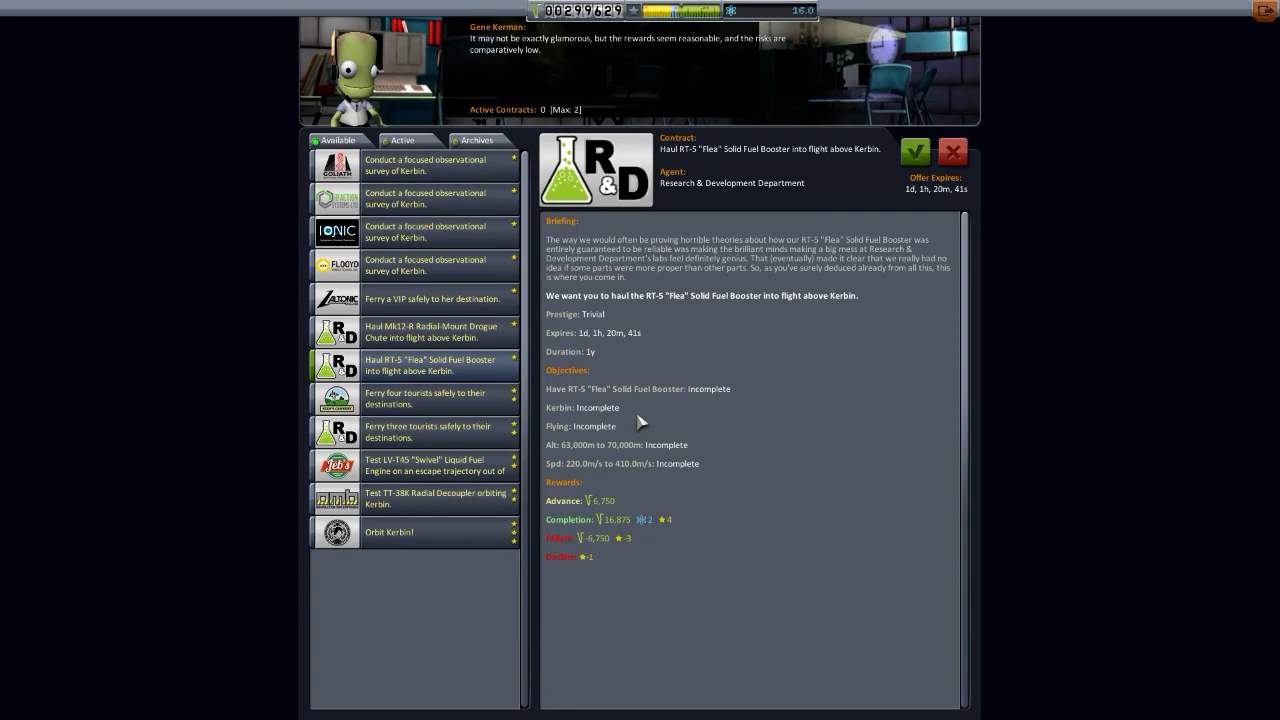 00299629
16.0
Gene Kerman:
It may not be exactly glamorous, but the rewards seem reasonable, and the risks are
comparatively low.
Active Contracts: 0 [Max: 2]
Available
Active
Archives
GOLIATH
Conduct a focused observational
survey of Kerbin.
REACTION
SYSTEMS LTD
Conduct a focused observational
survey of Kerbin.
IONIC
Conduct a focused observational
survey of Kerbin.
FLOOYD
Conduct a focused observational
survey of Kerbin.
ZALTONIC
Ferry a VIP safely to her destination.
R&D
Haul Mk12-R Radial-Mount Drogue
Chute into flight above Kerbin.
R&D
Haul RT-5 "Flea" Solid Fuel Booster
into flight above Kerbin.
Ferry four tourists safely to their
destinations.
R&D
Ferry three tourists safely to their
destinations.
Jeb's
Test LV-T45 "Swivel" Liquid Fuel
Engine on an escape trajectory out of
Test TT-38K Radial Decoupler orbiting
Kerbin.
Orbit Kerbin!
R&D
Contract:
Haul RT-5 "Flea" Solid Fuel Booster into flight above Kerbin.
Agent:
Research & Development Department
Offer Expires:
1d, 1h, 20m, 41s
Briefing:
The way we would often be proving horrible theories about how our RT-5 "Flea" Solid Fuel Booster was
entirely guaranteed to be reliable was making the brilliant minds making a big mess at Research &
Development Department's labs feel definitely genius. That (eventually) made it clear that we really had no
idea if some parts were more proper than other parts. So, as you've surely deduced already from all this, this
is where you come in.
We want you to haul the RT-5 "Flea" Solid Fuel Booster into flight above Kerbin.
Prestige: Trivial
Expires: 1d, 1h, 20m, 41s
Duration: 1y
Objectives:
Have RT-5 "Flea" Solid Fuel Booster: Incomplete
Kerbin: Incomplete
Flying: Incomplete
Alt: 63,000m to 70,000m: Incomplete
Spd: 220.0m/s to 410.0m/s: Incomplete
Rewards:
Advance: 6,750
Completion: 16,875 2 4
Failure: -6,750 -3
Decline: -1